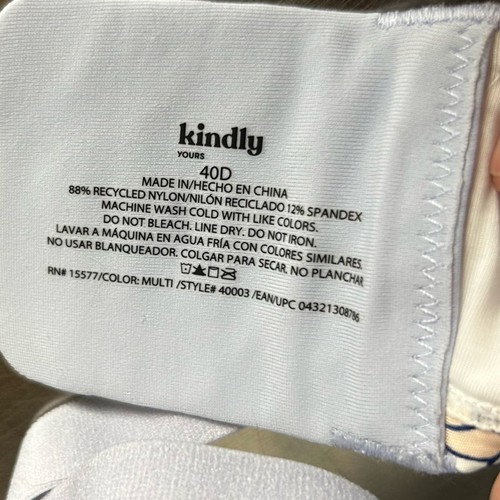 kindly
YOURS
40D
MADE IN/HECHO EN CHINA
88% RECYCLED NYLON/NILÓN RECICLADO 12% SPANDEX
MACHINE WASH COLD WITH LIKE COLORS.
DO NOT BLEACH. LINE DRY. DO NOT IRON.
LAVAR A MÁQUINA EN AGUA FRÍA CON COLORES SIMILARES.
NO USAR BLANQUEADOR. COLGAR PARA SECAR. NO PLANCHAR
RN# 15577/COLOR: MULTI /STYLE# 40003 /EAN/UPC 04321308786